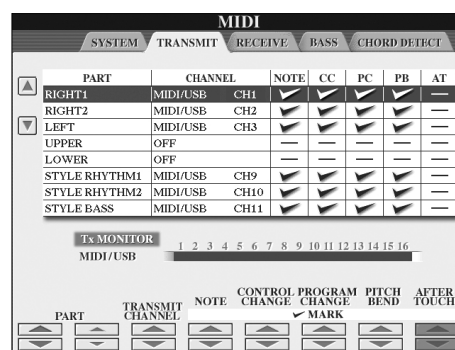 MIDI
SYSTEM TRANSMIT RECEIVE BASS CHORD DETECT
PART CHANNEL NOTE CC PC PB AT
RIGHT1 MIDI/USB CH1
RIGHT2 MIDI/USB CH2
LEFT MIDI/USB CH3
UPPER OFF
LOWER OFF
STYLE RHYTHM1 MIDI/USB CH9
STYLE RHYTHM2 MIDI/USB CH10
STYLE BASS MIDI/USB CH11
Tx MONITOR
MIDI/USB 1 2 3 4 5 6 7 8 9 10 11 12 13 14 15 16
PART TRANSMIT CHANNEL NOTE CONTROL CHANGE PROGRAM CHANGE PITCH BEND AFTER TOUCH
MARK